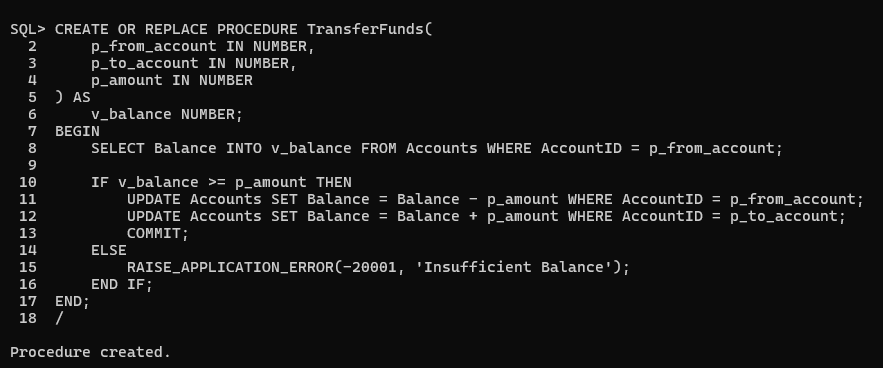 SQL> CREATE OR REPLACE PROCEDURE TransferFunds(
  2      p_from_account IN NUMBER,
  3      p_to_account IN NUMBER,
  4      p_amount IN NUMBER
  5  ) AS
  6      v_balance NUMBER;
  7  BEGIN
  8      SELECT Balance INTO v_balance FROM Accounts WHERE AccountID = p_from_account;
  9
 10      IF v_balance >= p_amount THEN
 11          UPDATE Accounts SET Balance = Balance - p_amount WHERE AccountID = p_from_account;
 12          UPDATE Accounts SET Balance = Balance + p_amount WHERE AccountID = p_to_account;
 13          COMMIT;
 14      ELSE
 15          RAISE_APPLICATION_ERROR(-20001, 'Insufficient Balance');
 16      END IF;
 17  END;
 18  /

Procedure created.